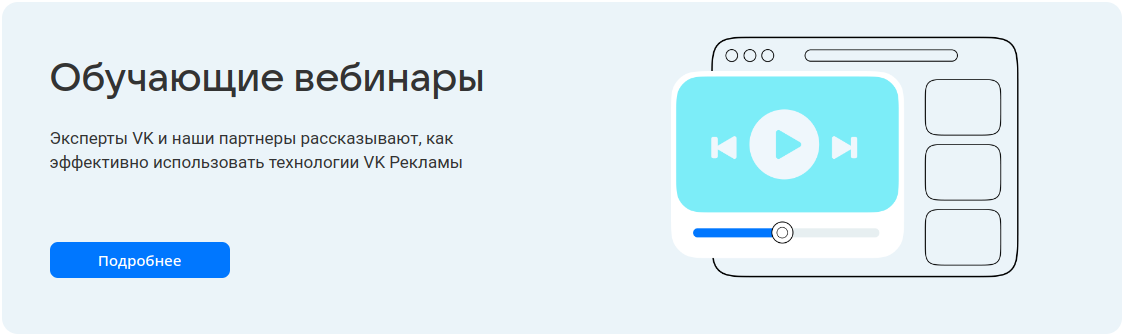 Обучающие вебинары
Эксперты VK и наши партнеры рассказывают, как
эффективно использовать технологии VK Рекламы
Подробнее